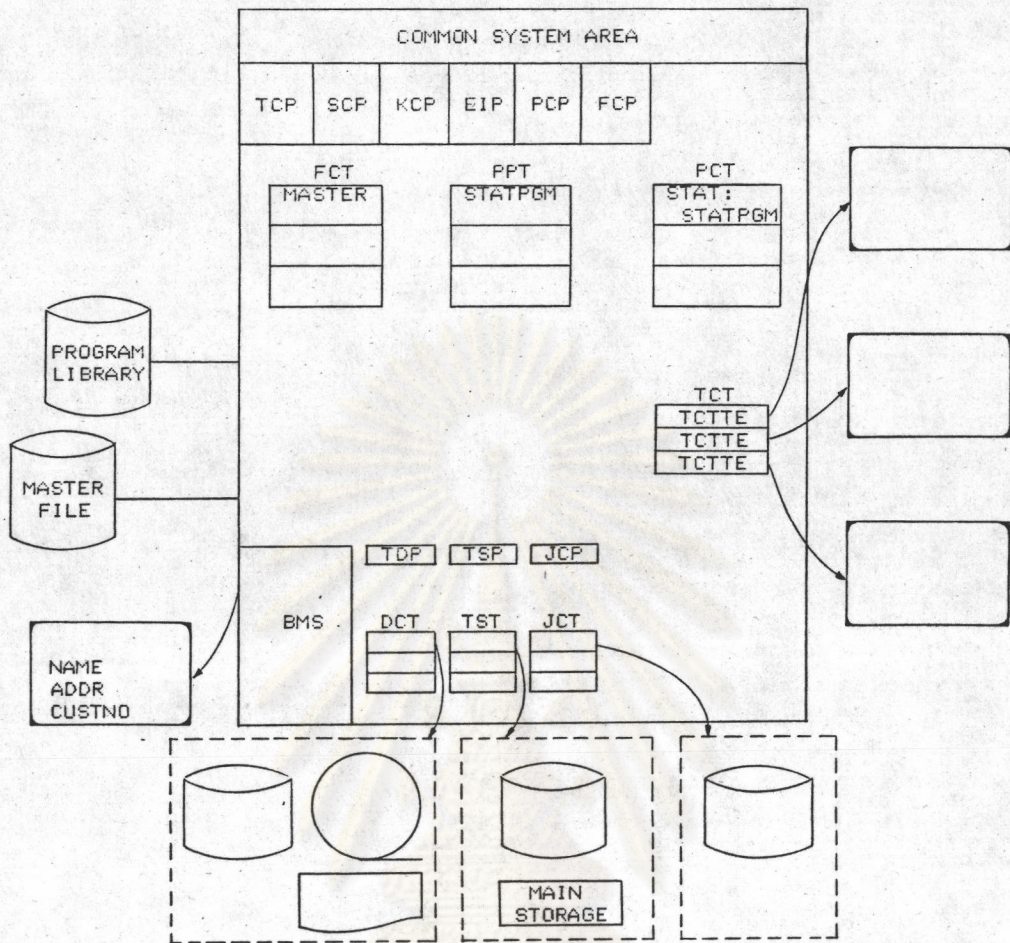 COMMON SYSTEM AREA
TCP SCP KCP EIP PCP FCP
FCT PPT PCT
MASTER STATPGM STAT:
STATPGM
PROGRAM
LIBRARY
TCT
TCTTE
TCTTE
TCTTE
MASTER
FILE
TDP TSP JCP
BMS DCT TST JCT
NAME
ADDR
CUSTNO
MAIN
STORAGE